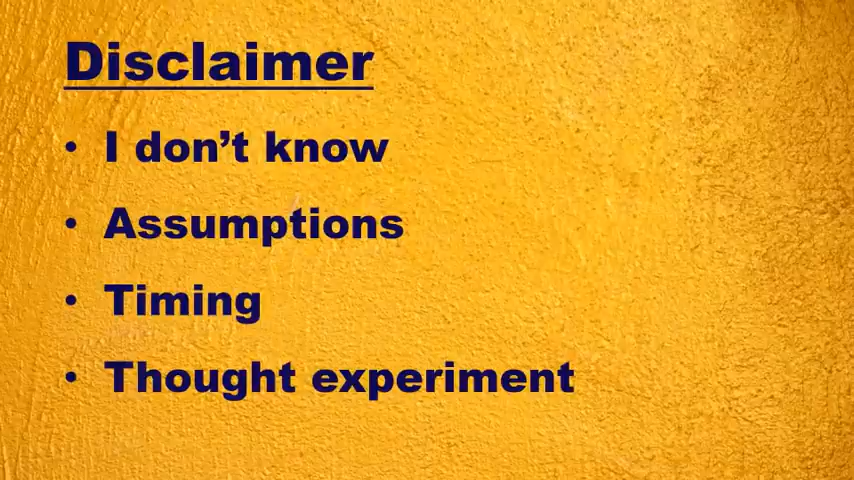 Disclaimer
• I don’t know
• Assumptions
• Timing
• Thought experiment